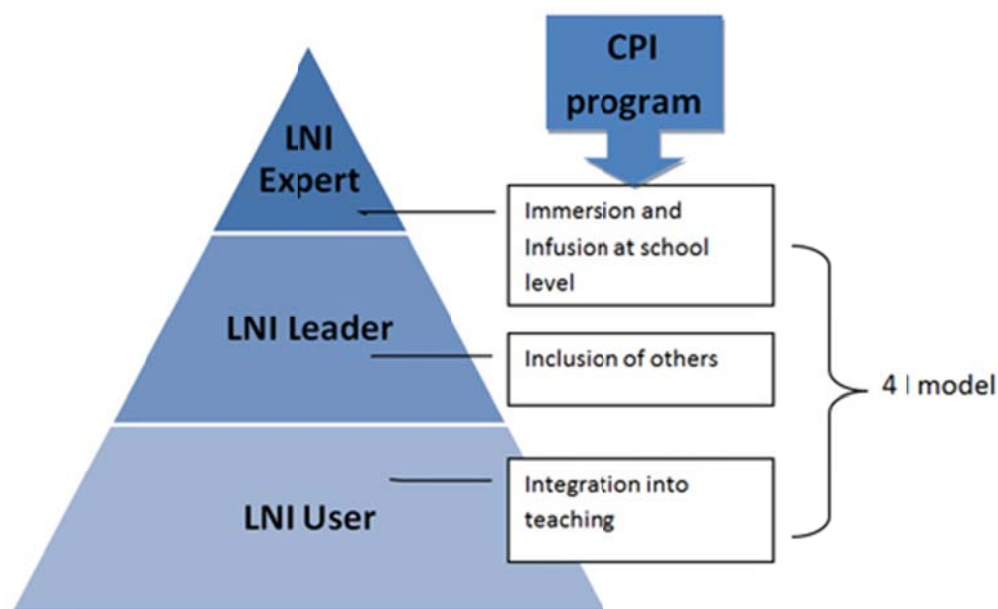 CPI
program
LNI
Expert
Immersion and
Infusion at school
level
LNI Leader
Inclusion of others
4 I model
Integration into
teaching
LNI User